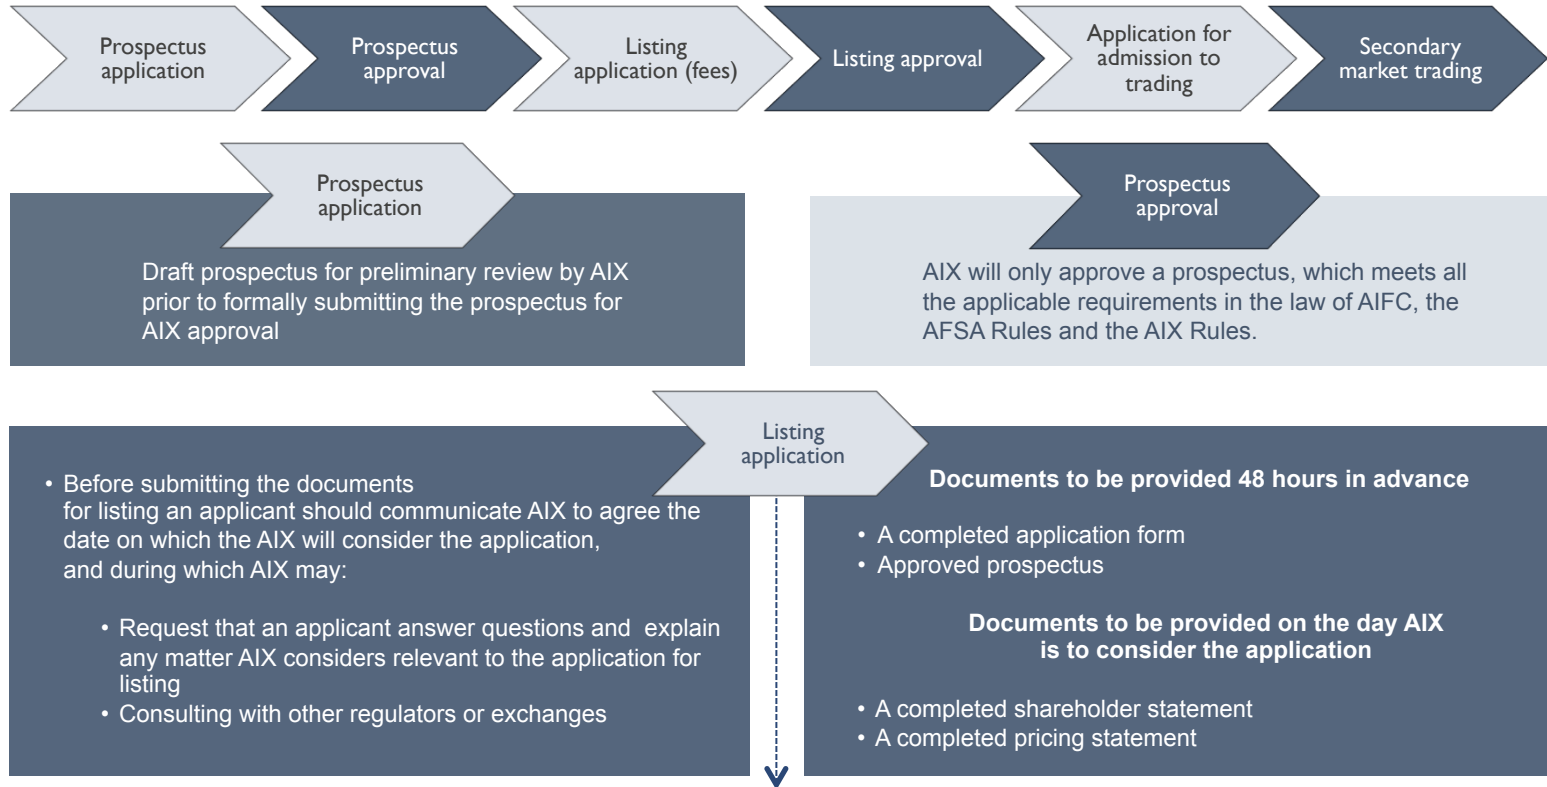 Prospectus
application
Prospectus
approval
Listing
application (fees)
Listing approval
Application for
admission to
trading
Secondary
market trading
Prospectus
application
Draft prospectus for preliminary review by AIX
prior to formally submitting the prospectus for
AIX approval
Prospectus
approval
AIX will only approve a prospectus, which meets all
the applicable requirements in the law of AIFC, the
AFSA Rules and the AIX Rules.
Listing
application
• Before submitting the documents
for listing an applicant should communicate AIX to agree the
date on which the AIX will consider the application,
and during which AIX may:
• Request that an applicant answer questions and explain
any matter AIX considers relevant to the application for
listing
• Consulting with other regulators or exchanges
Documents to be provided 48 hours in advance
• A completed application form
• Approved prospectus
Documents to be provided on the day AIX
is to consider the application
• A completed shareholder statement
• A completed pricing statement